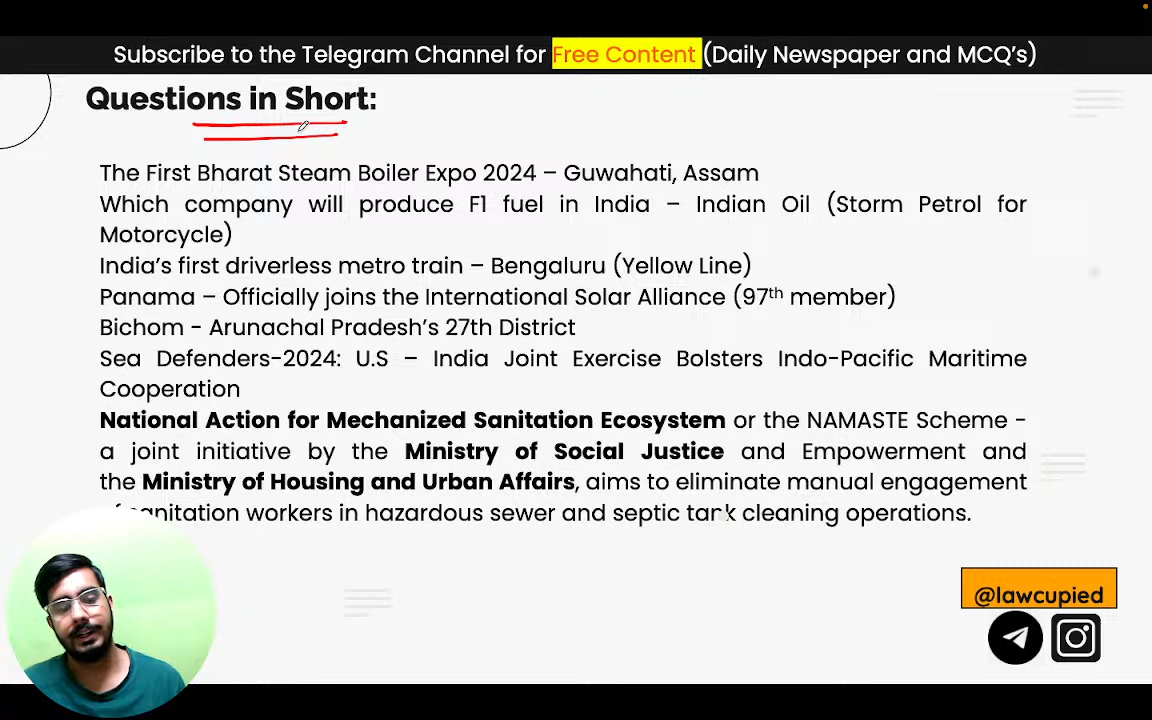 Subscribe to the Telegram Channel for Free Content (Daily Newspaper and MCQ's)
Questions in Short:
The First Bharat Steam Boiler Expo 2024 – Guwahati, Assam
Which company will produce F1 fuel in India – Indian Oil (Storm Petrol for
Motorcycle)
India's first driverless metro train – Bengaluru (Yellow Line)
Panama – Officially joins the International Solar Alliance (97th member)
Bichom - Arunachal Pradesh's 27th District
Sea Defenders-2024: U.S – India Joint Exercise Bolsters Indo-Pacific Maritime
Cooperation
National Action for Mechanized Sanitation Ecosystem or the NAMASTE Scheme -
a joint initiative by the Ministry of Social Justice and Empowerment and
the Ministry of Housing and Urban Affairs, aims to eliminate manual engagement
of sanitation workers in hazardous sewer and septic tank cleaning operations.
@lawcupied